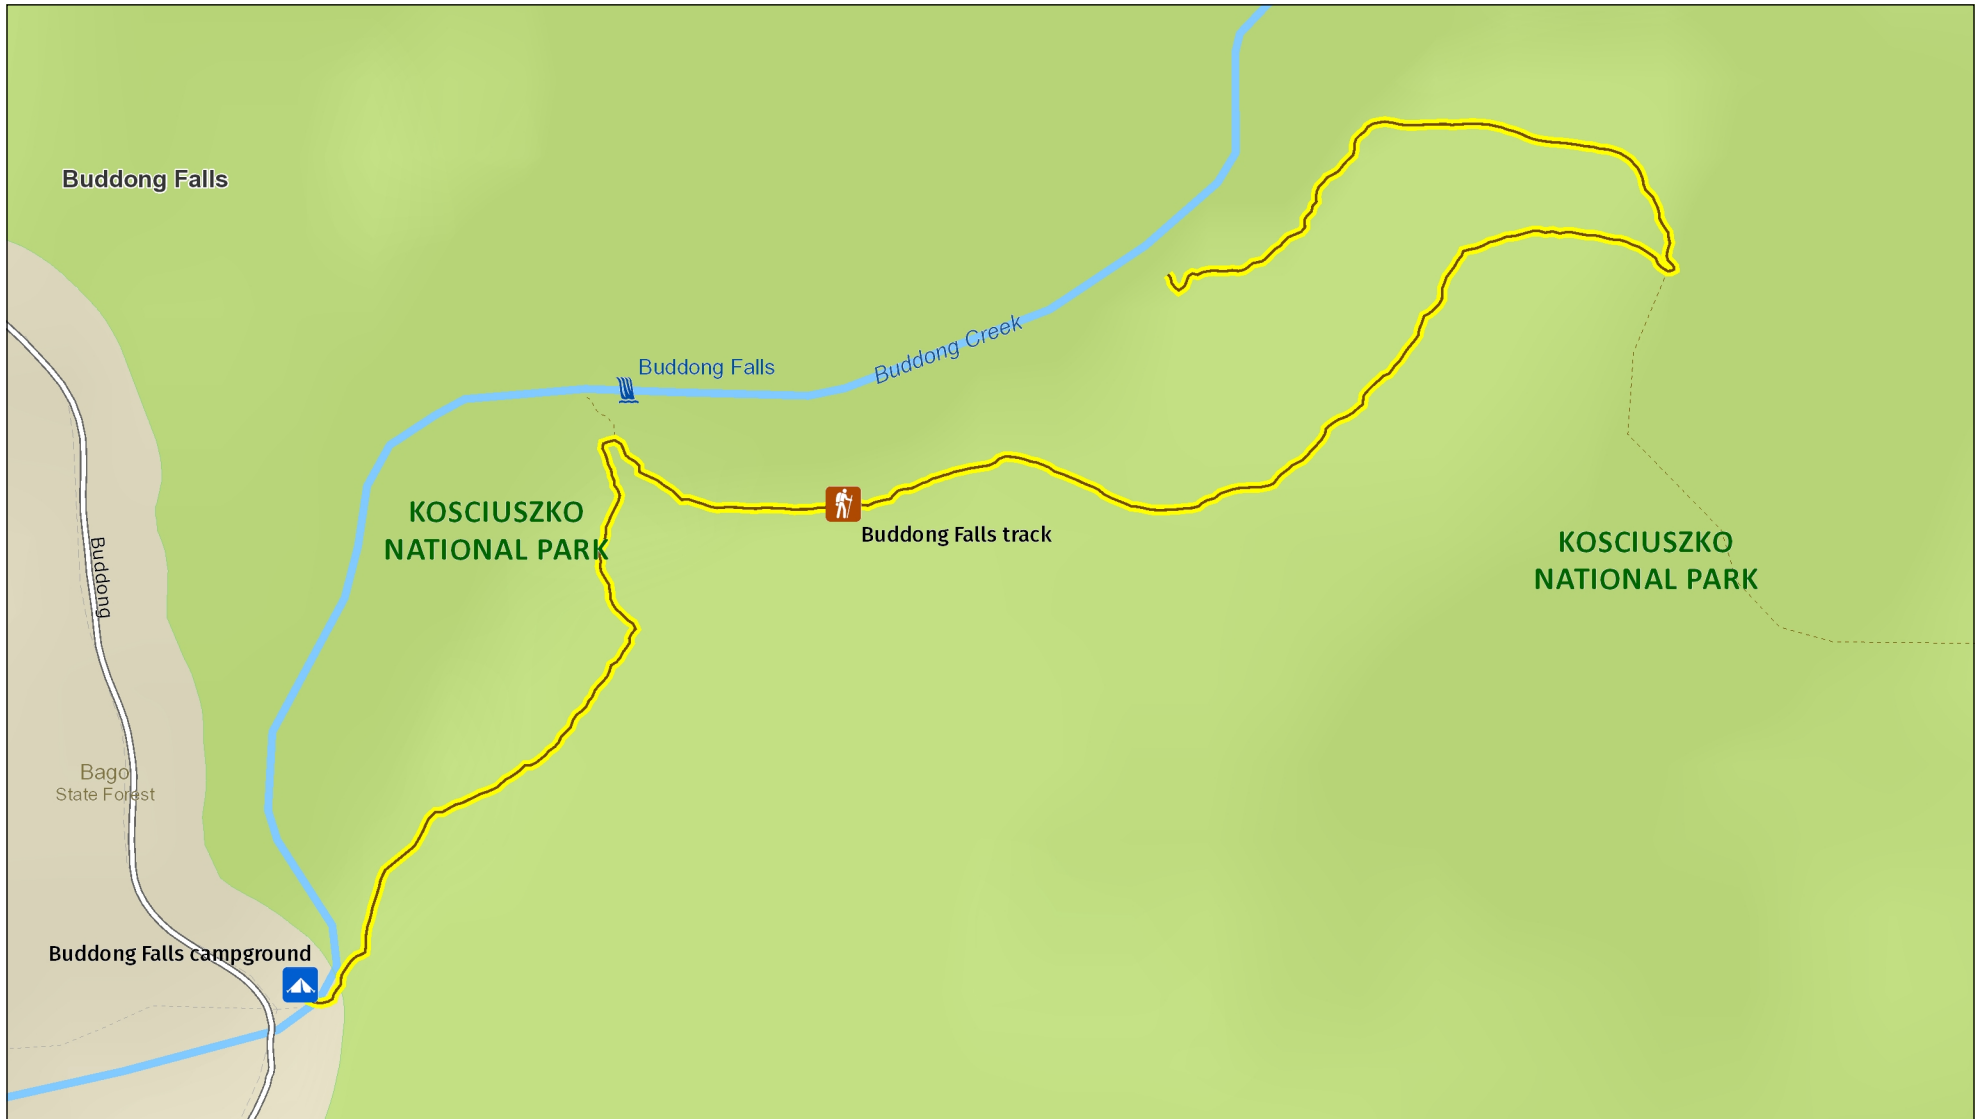 Buddong Falls
Buddong Falls
Buddong Creek
KOSCIUSZKO
NATIONAL PARK
Buddong Falls track
KOSCIUSZKO
NATIONAL PARK
Buddong
Bago
State Forest
Buddong Falls campground